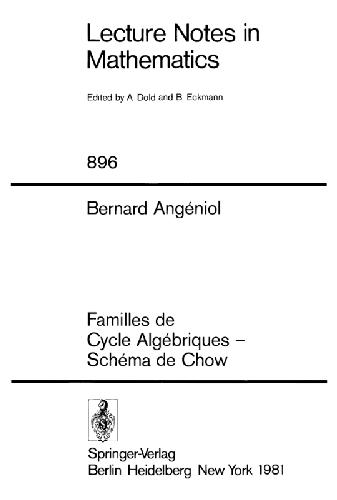 Lecture Notes in
Mathematics
Edited by A. Dold and B. Eckmann
896
Bernard Angéniol
Familles de
Cycle Algébriques –
Schéma de Chow
Springer-Verlag
Berlin Heidelberg New York 1981